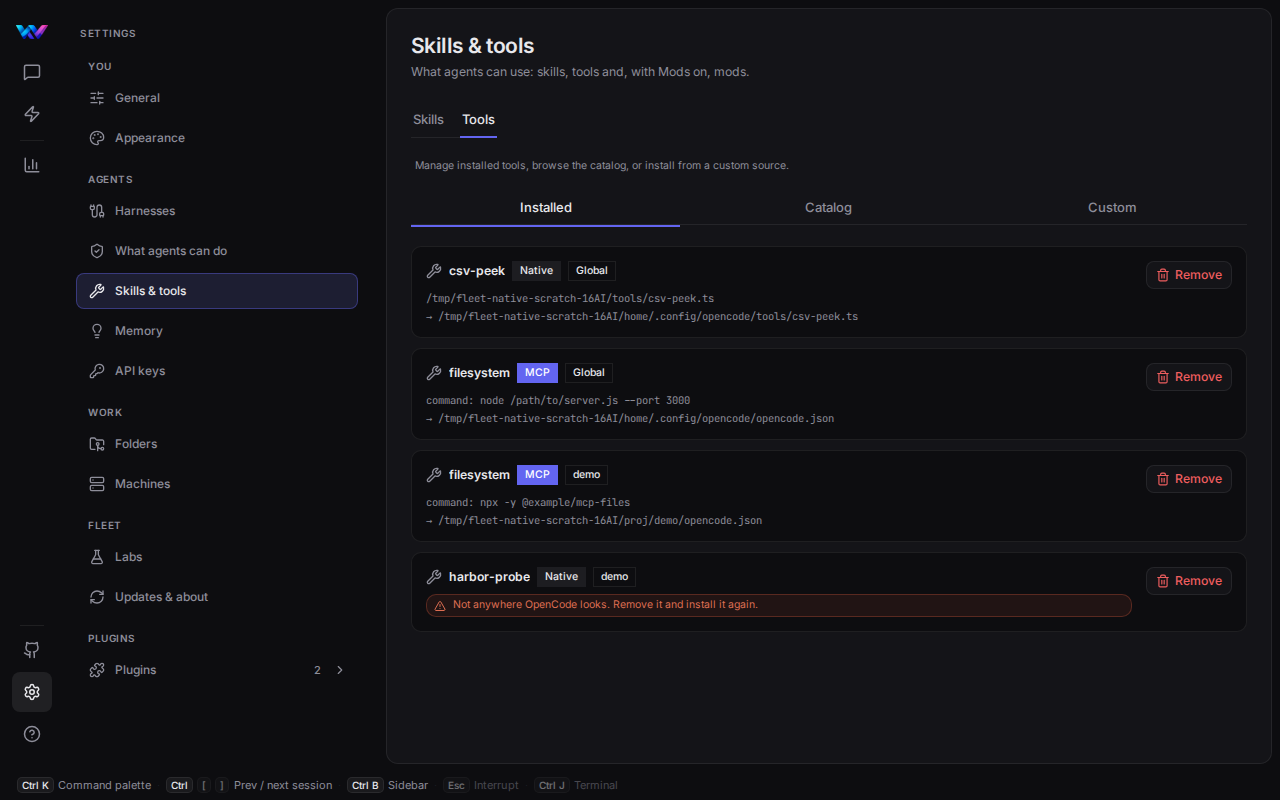 SETTINGS
YOU
General
Appearance
AGENTS
Harnesses
What agents can do
Skills & tools
Memory
API keys
WORK
Folders
Machines
FLEET
Labs
Updates & about
PLUGINS
Plugins 2
Skills & tools
What agents can use: skills, tools and, with Mods on, mods.
Skills Tools
Manage installed tools, browse the catalog, or install from a custom source.
Installed Catalog Custom
csv-peek Native Global Remove
/tmp/fleet-native-scratch-16AI/tools/csv-peek.ts
→ /tmp/fleet-native-scratch-16AI/home/.config/opencode/tools/csv-peek.ts
filesystem MCP Global Remove
command: node /path/to/server.js --port 3000
→ /tmp/fleet-native-scratch-16AI/home/.config/opencode/opencode.json
filesystem MCP demo Remove
command: npx -y @example/mcp-files
→ /tmp/fleet-native-scratch-16AI/proj/demo/opencode.json
harbor-probe Native demo Remove
Not anywhere OpenCode looks. Remove it and install it again.
Ctrl K Command palette Ctrl [ ] Prev / next session Ctrl B Sidebar Esc Interrupt Ctrl J Terminal